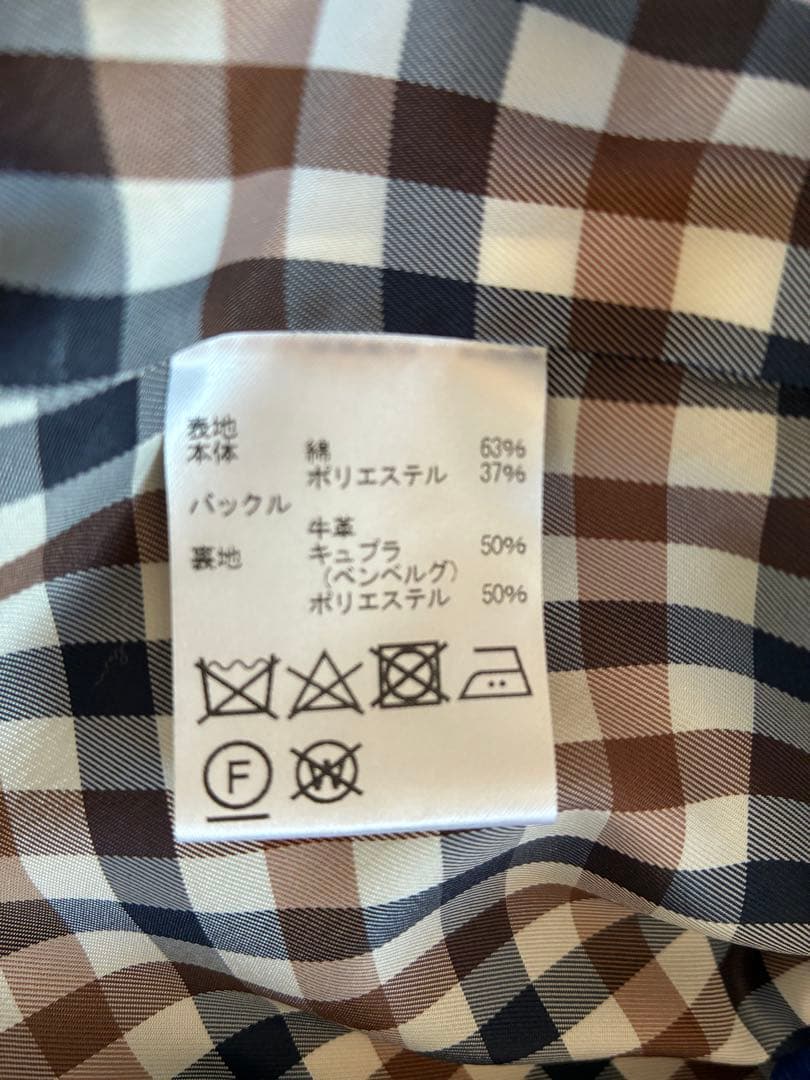 表地
本体 綿 63%
ポリエステル 37%
バックル
牛革
裏地 キュプラ 50%
(ベンベルグ)
ポリエステル 50%
F W